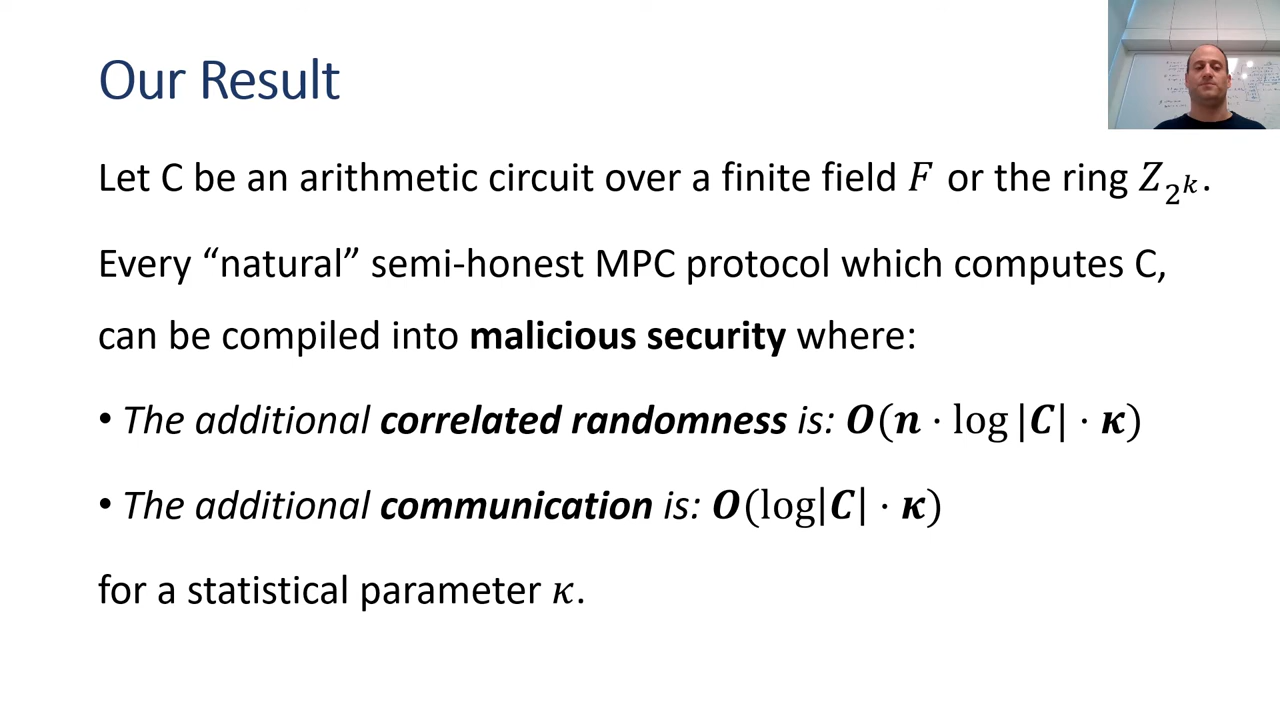 Our Result
Let C be an arithmetic circuit over a finite field F or the ring Z_{2^k}.
Every “natural” semi-honest MPC protocol which computes C,
can be compiled into malicious security where:
• The additional correlated randomness is: O(n · log |C| · κ)
• The additional communication is: O(log|C| · κ)
for a statistical parameter κ.